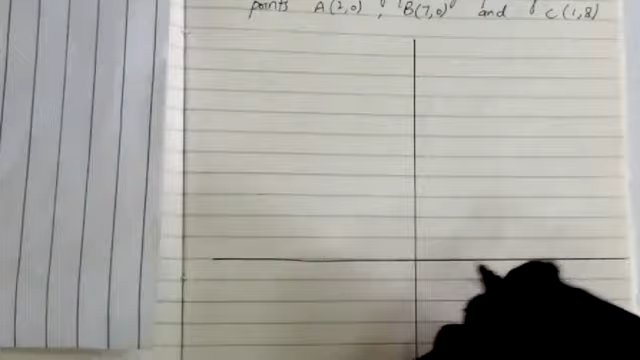 points A(2,0), B(7,0) and C(1,8)